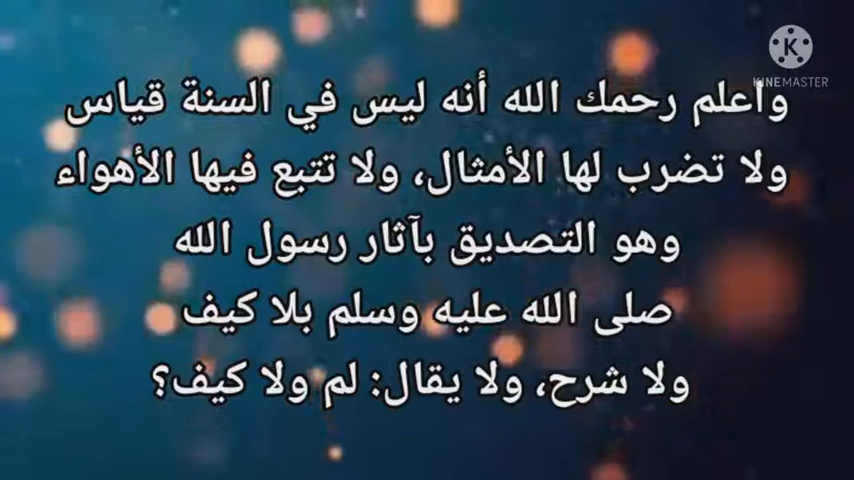 K
KINEMASTER
واعلم رحمك الله أنه ليس في السنة قياس
ولا تضرب لها الأمثال، ولا تتبع فيها الأهواء
وهو التصديق بآثار رسول الله
صلى الله عليه وسلم بلا كيف
ولا شرح، ولا يقال: لم ولا كيف؟